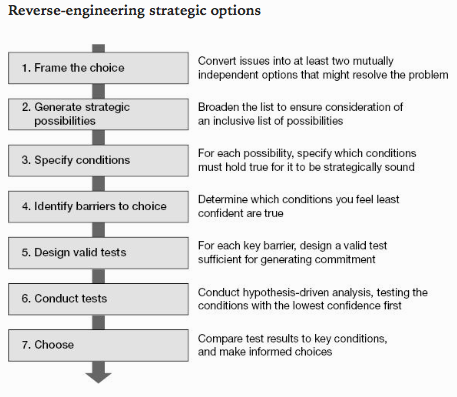 Reverse-engineering strategic options
1. Frame the choice
Convert issues into at least two mutually
independent options that might resolve the problem
2. Generate strategic
possibilities
Broaden the list to ensure consideration of
an inclusive list of possibilities
3. Specify conditions
For each possibility, specify which conditions
must hold true for it to be strategically sound
4. Identify barriers to choice
Determine which conditions you feel least
confident are true
5. Design valid tests
For each key barrier, design a valid test
sufficient for generating commitment
6. Conduct tests
Conduct hypothesis-driven analysis, testing the
conditions with the lowest confidence first
7. Choose
Compare test results to key conditions,
and make informed choices